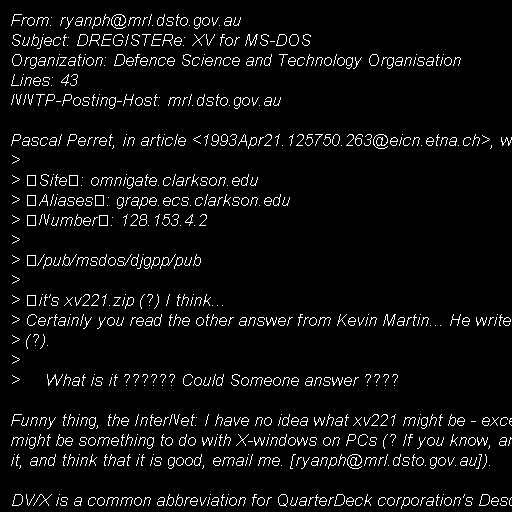 From: ryanph@mrl.dsto.gov.au
Subject: DREGISTERe: XV for MS-DOS
Organization: Defence Science and Technology Organisation
Lines: 43
NNTP-Posting-Host: mrl.dsto.gov.au

Pascal Perret, in article <1993Apr21.125750.263@eicn.etna.ch>, w
>
> □Site□: omnigate.clarkson.edu
> □Aliases□: grape.ecs.clarkson.edu
> □Number□: 128.153.4.2
>
> □/pub/msdos/djgpp/pub
>
> □it's xv221.zip (?) I think...
> Certainly you read the other answer from Kevin Martin... He write
> (?).
>
>     What is it ?????? Could Someone answer ????

Funny thing, the InterNet: I have no idea what xv221 might be - exce
might be something to do with X-windows on PCs (? If you know, an
it, and think that it is good, email me. [ryanph@mrl.dsto.gov.au]).

DV/X is a common abbreviation for QuarterDeck corporation's Desq